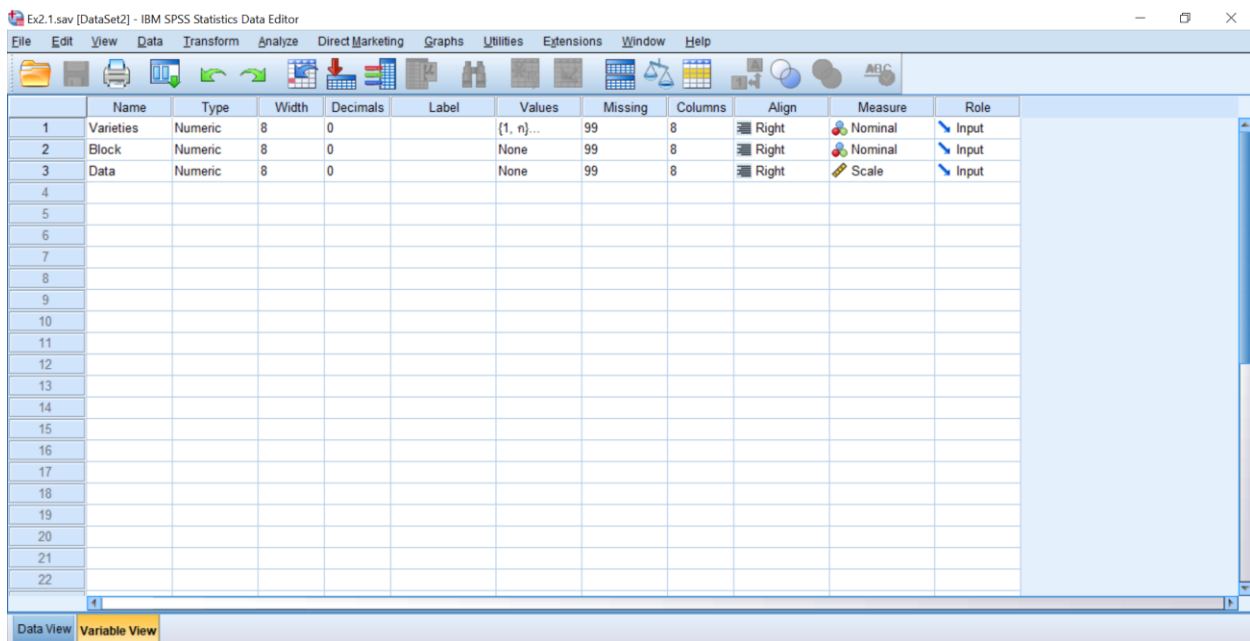 Ex2.1.sav [DataSet2] - IBM SPSS Statistics Data Editor
File Edit View Data Transform Analyze Direct Marketing Graphs Utilities Extensions Window Help
Name Type Width Decimals Label Values Missing Columns Align Measure Role
1 Varieties Numeric 8 0 {1, n}... 99 8 Right Nominal Input
2 Block Numeric 8 0 None 99 8 Right Nominal Input
3 Data Numeric 8 0 None 99 8 Right Scale Input
4
5
6
7
8
9
10
11
12
13
14
15
16
17
18
19
20
21
22
Data View Variable View